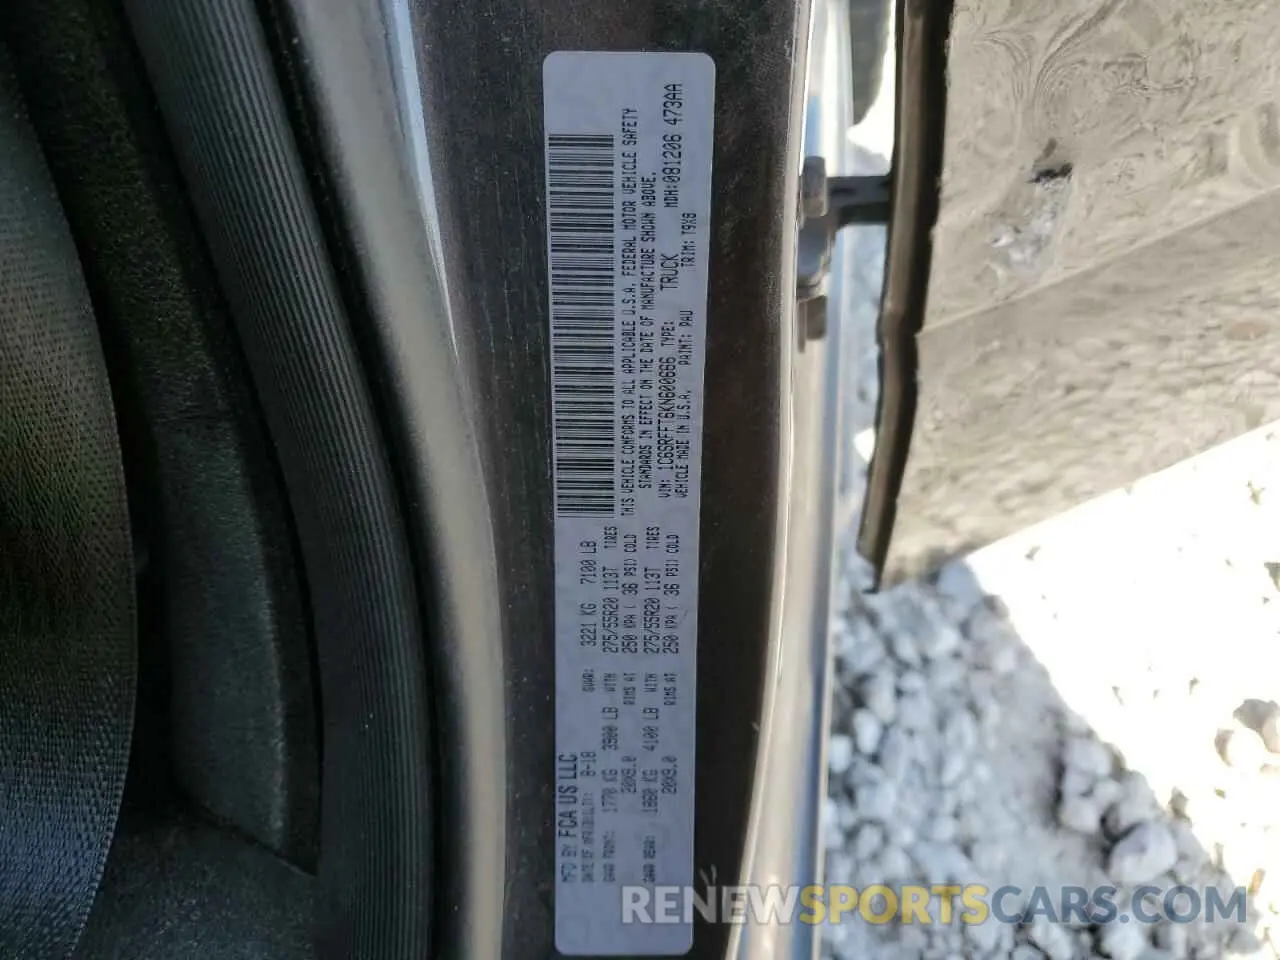 MFD BY FCA US LLC
DATE OF MFR: 8-18 GVWR: 3221 KG 7100 LB
GAWR FRONT: 1770 KG 3900 LB WITH 275/55R20 113T TIRES
20X9.0 RIMS AT 250 KPA ( 36 PSI) COLD
GAWR REAR: 1860 KG 4100 LB WITH 275/55R20 113T TIRES
20X9.0 RIMS AT 250 KPA ( 36 PSI) COLD
THIS VEHICLE CONFORMS TO ALL APPLICABLE U.S.A. FEDERAL MOTOR VEHICLE SAFETY
STANDARDS IN EFFECT ON THE DATE OF MANUFACTURE SHOWN ABOVE.
VIN: 1C6SRFFT6KN600666 TYPE: TRUCK MDH:081206 473AA
VEHICLE MADE IN U.S.A. PAINT: PAU TRIM: T9X8
RENEWSPORTSCARS.COM